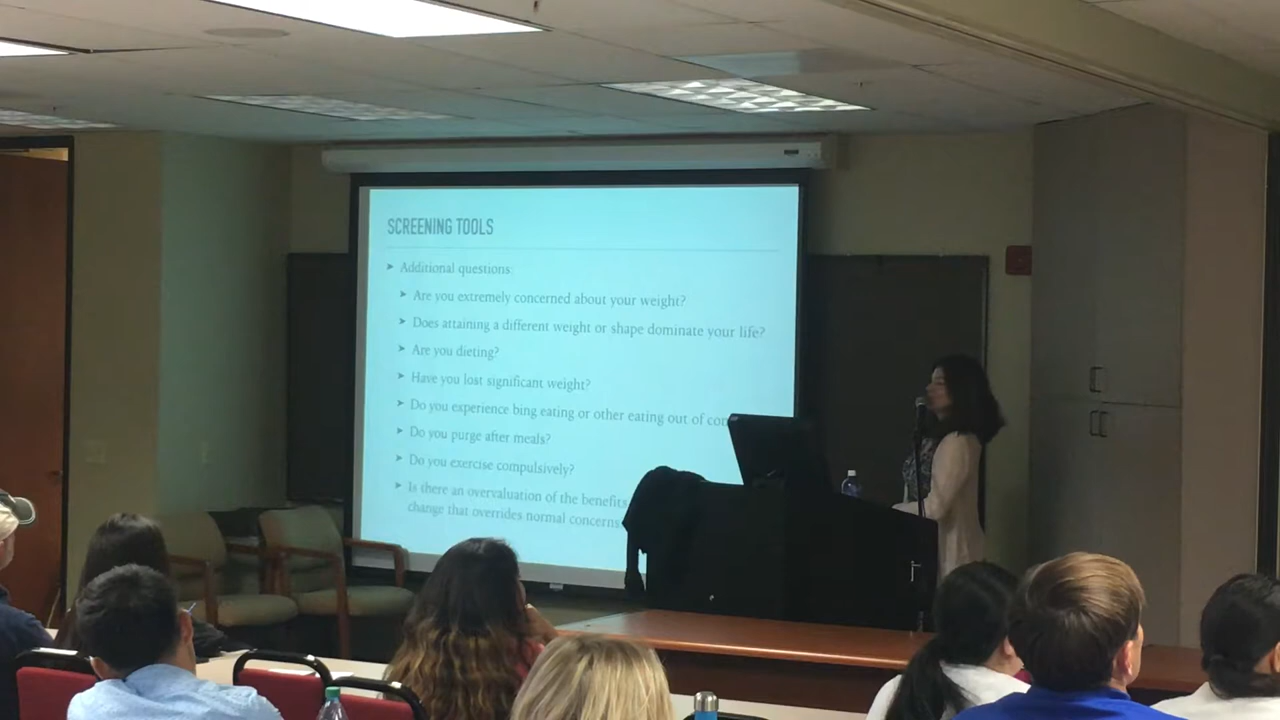 SCREENING TOOLS
➤ Additional questions:
➤ Are you extremely concerned about your weight?
➤ Does attaining a different weight or shape dominate your life?
➤ Are you dieting?
➤ Have you lost significant weight?
➤ Do you experience bing eating or other eating out of con
➤ Do you purge after meals?
➤ Do you exercise compulsively?
➤ Is there an overvaluation of the benefits
change that overrides normal concerns